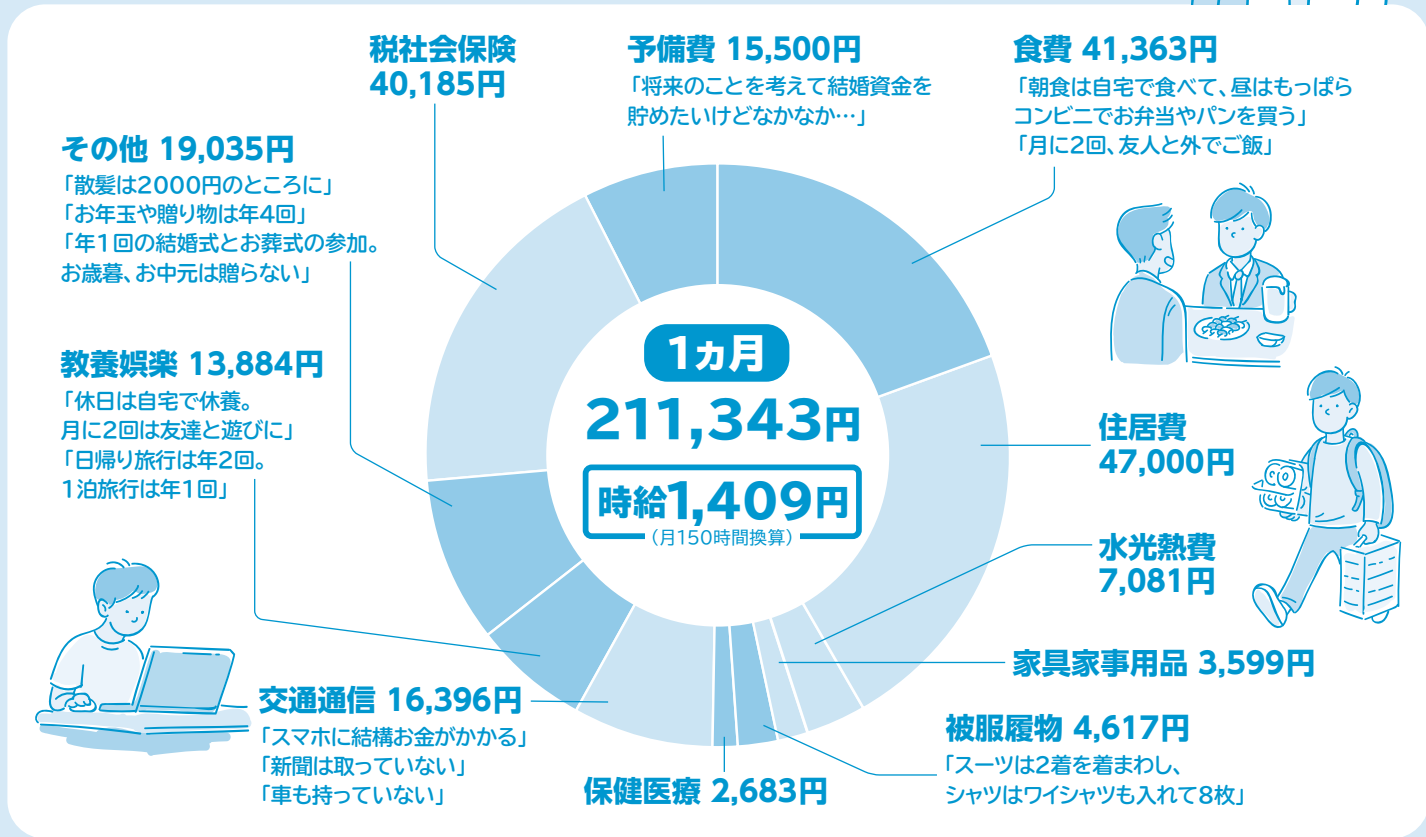 税社会保険
40,185円
予備費 15,500円
「将来のことを考えて結婚資金を
貯めたいけどなかなか…」
食費 41,363円
「朝食は自宅で食べて、昼はもっぱら
コンビニでお弁当やパンを買う」
「月に2回、友人と外でご飯」
その他 19,035円
「散髪は2000円のところに」
「お年玉や贈り物は年4回」
「年1回の結婚式とお葬式の参加。
お歳暮、お中元は贈らない」
教養娯楽 13,884円
「休日は自宅で休養。
月に2回は友達と遊びに」
「日帰り旅行は年2回。
1泊旅行は年1回」
1ヵ月
211,343円
時給1,409円
(月150時間換算)
住居費
47,000円
水光熱費
7,081円
家具家事用品 3,599円
交通通信 16,396円
「スマホに結構お金がかかる」
「新聞は取っていない」
「車も持っていない」
保健医療 2,683円
被服履物 4,617円
「スーツは2着を着まわし、
シャツはワイシャツも入れて8枚」